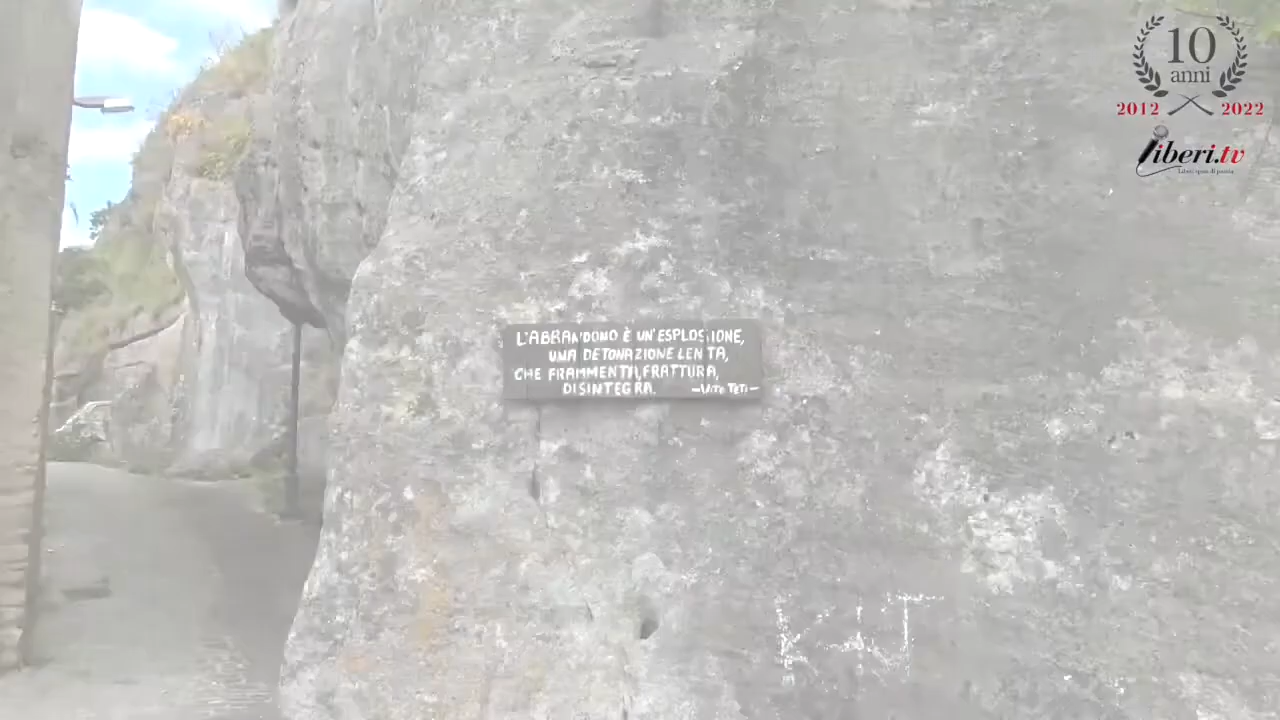 10
anni
2012 2022
liberi.tv
L'ABBANDONO È UN'ESPLOSIONE,
UNA DETONAZIONE LENTA,
CHE FRAMMENTA, FRATTURA,
DISINTEGRA. -VITO TETI-